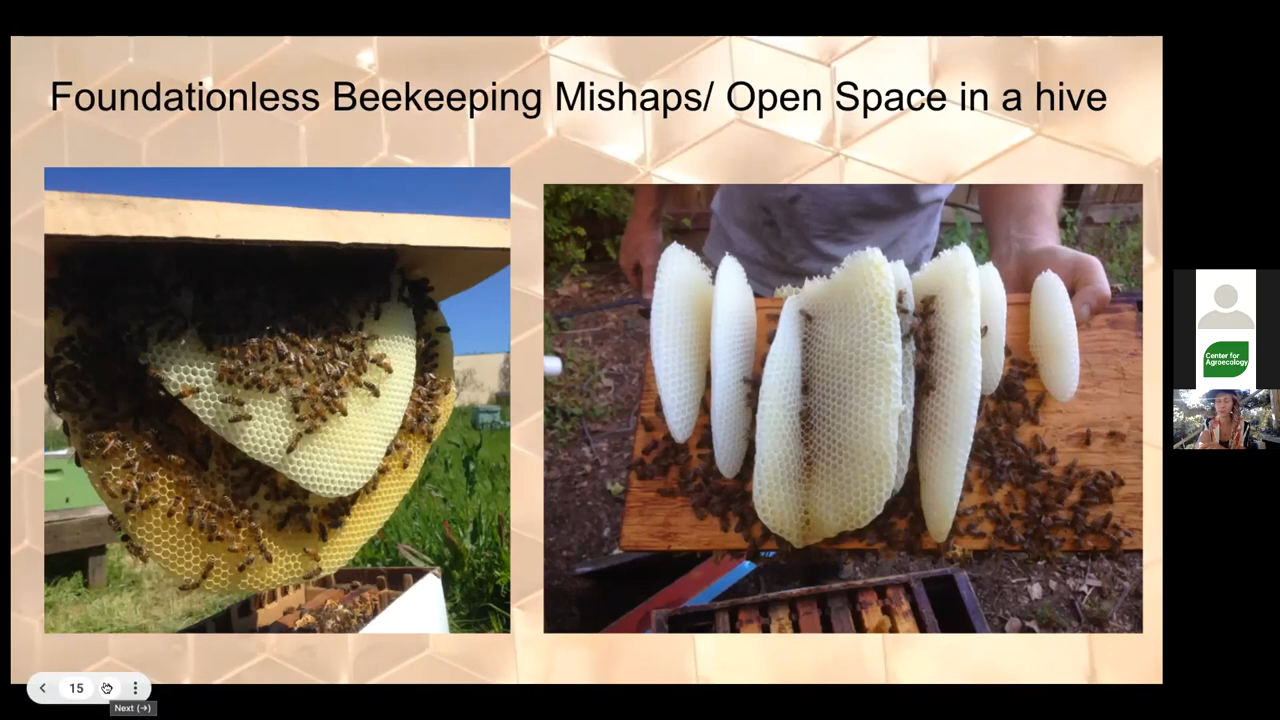 Foundationless Beekeeping Mishaps/ Open Space in a hive
Center for
Agroecology
15
Next (→)